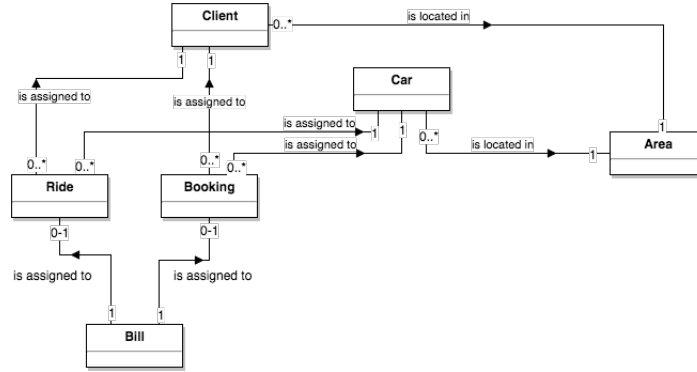 Client
0..*
is located in
1
1
Car
is assigned to
is assigned to
is assigned to
1
1
0..*
1
is assigned to
is located in
0..*
0..*
0..*
0..*
1
Area
Ride
Booking
0-1
0-1
is assigned to
is assigned to
1
1
Bill